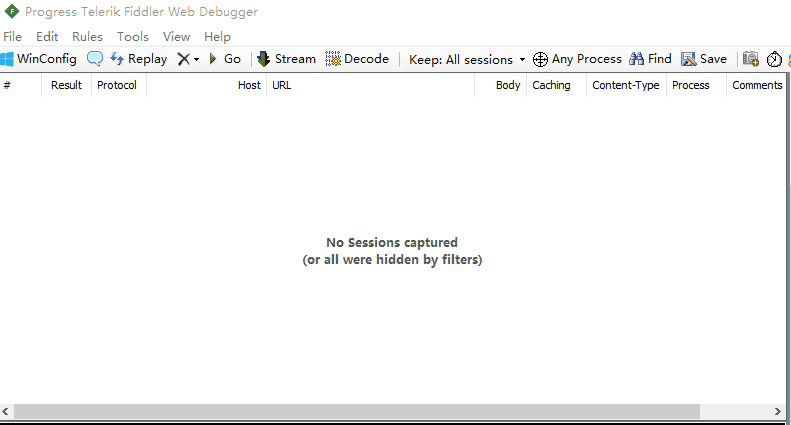 Progress Telerik Fiddler Web Debugger
File Edit Rules Tools View Help
WinConfig Replay Go Stream Decode Keep: All sessions Any Process Find Save
# Result Protocol Host URL Body Caching Content-Type Process Comments
No Sessions captured
(or all were hidden by filters)